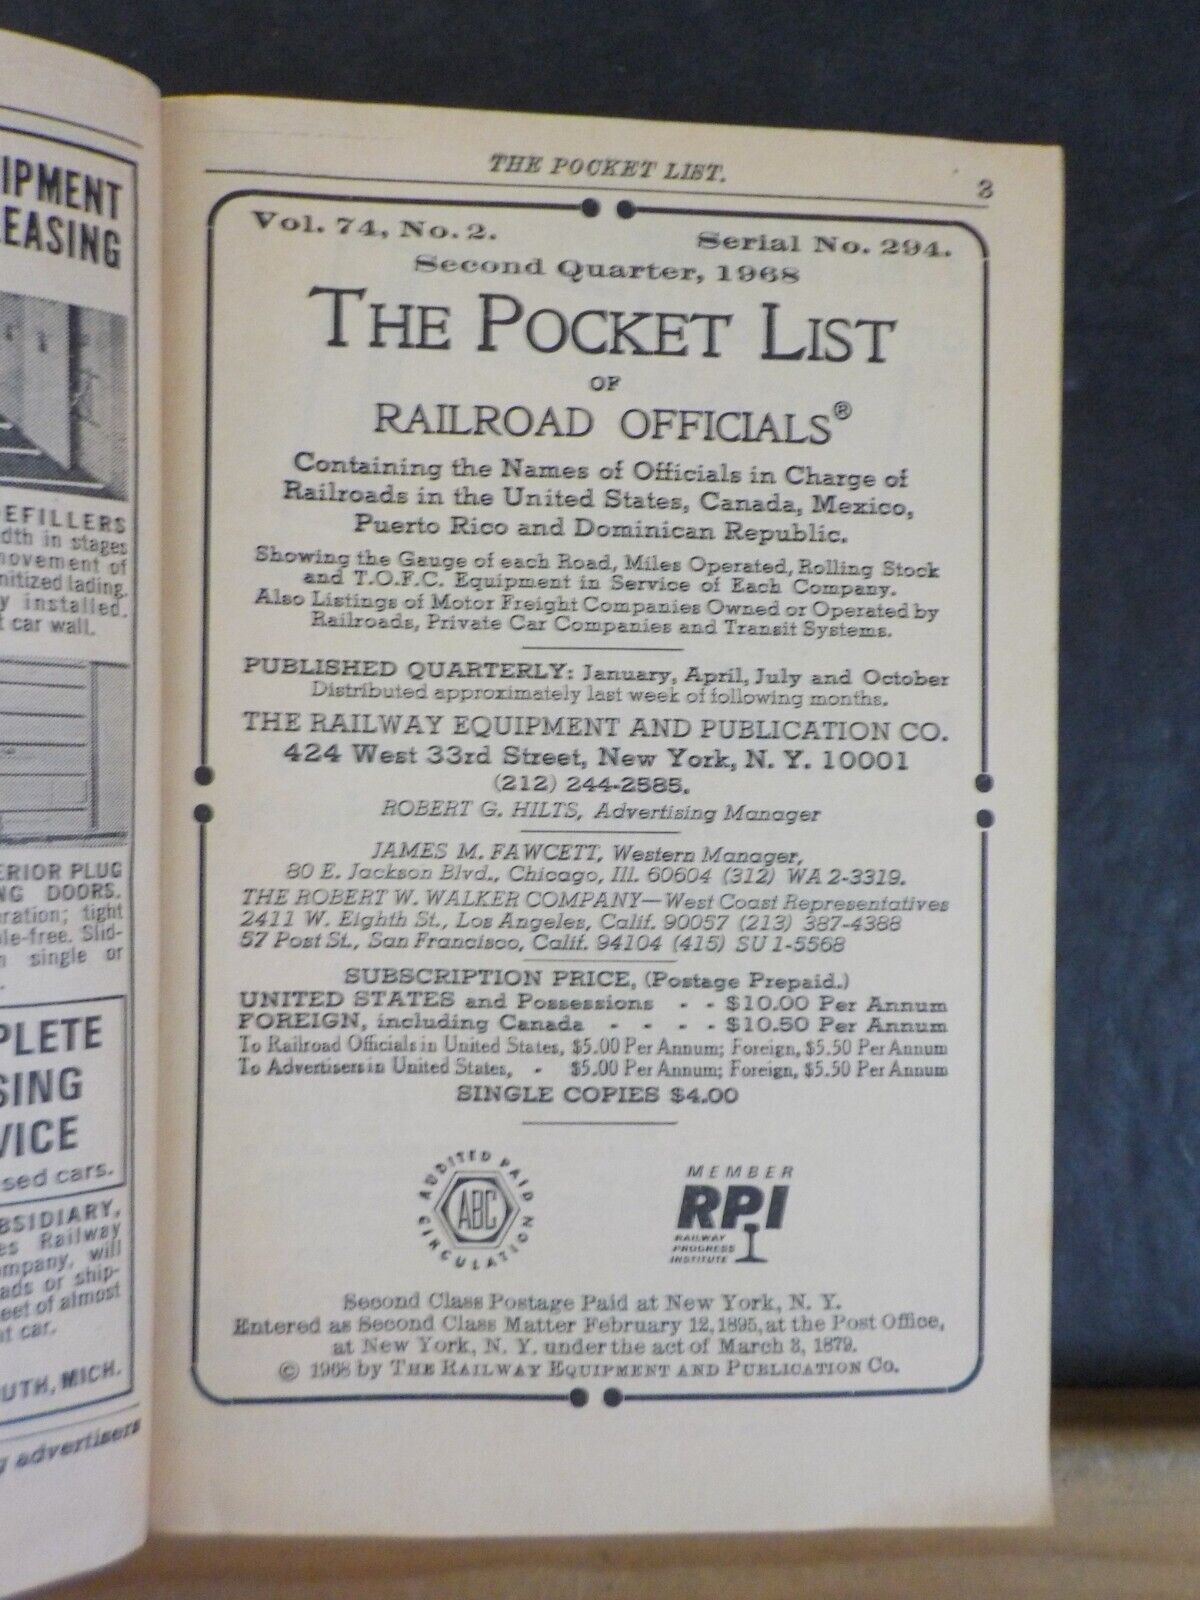 IPMENT
EASING
EFILLERS
dth in stages
movement of
nitized lading.
y installed.
t car wall.
ERIOR PLUG
NG DOORS.
eration; tight
ble-free. Slid-
n single or
PLETE
SING
VICE
sed cars.
BSIDIARY,
es Railway
mpany, will
ads or ship-
eet of almost
t car.
UTH, MICH.
g advertisers
THE POCKET LIST. 3
Vol. 74, No. 2. Serial No. 294.
Second Quarter, 1968
THE POCKET LIST
OF
RAILROAD OFFICIALS®
Containing the Names of Officials in Charge of
Railroads in the United States, Canada, Mexico,
Puerto Rico and Dominican Republic.
Showing the Gauge of each Road, Miles Operated, Rolling Stock
and T.O.F.C. Equipment in Service of Each Company.
Also Listings of Motor Freight Companies Owned or Operated by
Railroads, Private Car Companies and Transit Systems.
PUBLISHED QUARTERLY: January, April, July and October
Distributed approximately last week of following months.
THE RAILWAY EQUIPMENT AND PUBLICATION CO.
424 West 33rd Street, New York, N. Y. 10001
(212) 244-2585.
ROBERT G. HILTS, Advertising Manager
JAMES M. FAWCETT, Western Manager,
80 E. Jackson Blvd., Chicago, Ill. 60604 (312) WA 2-3319.
THE ROBERT W. WALKER COMPANY—West Coast Representatives
2411 W. Eighth St., Los Angeles, Calif. 90057 (213) 387-4388
57 Post St., San Francisco, Calif. 94104 (415) SU 1-5568
SUBSCRIPTION PRICE, (Postage Prepaid.)
UNITED STATES and Possessions - - $10.00 Per Annum
FOREIGN, including Canada - - - - $10.50 Per Annum
To Railroad Officials in United States, $5.00 Per Annum; Foreign, $5.50 Per Annum
To Advertisers in United States, - $5.00 Per Annum; Foreign, $5.50 Per Annum
SINGLE COPIES $4.00
AUDITED PAID
ABC
CIRCULATION
MEMBER
RPI
RAILWAY
PROGRESS
INSTITUTE
Second Class Postage Paid at New York, N. Y.
Entered as Second Class Matter February 12, 1895, at the Post Office,
at New York, N. Y. under the act of March 3, 1879.
© 1968 by THE RAILWAY EQUIPMENT AND PUBLICATION CO.